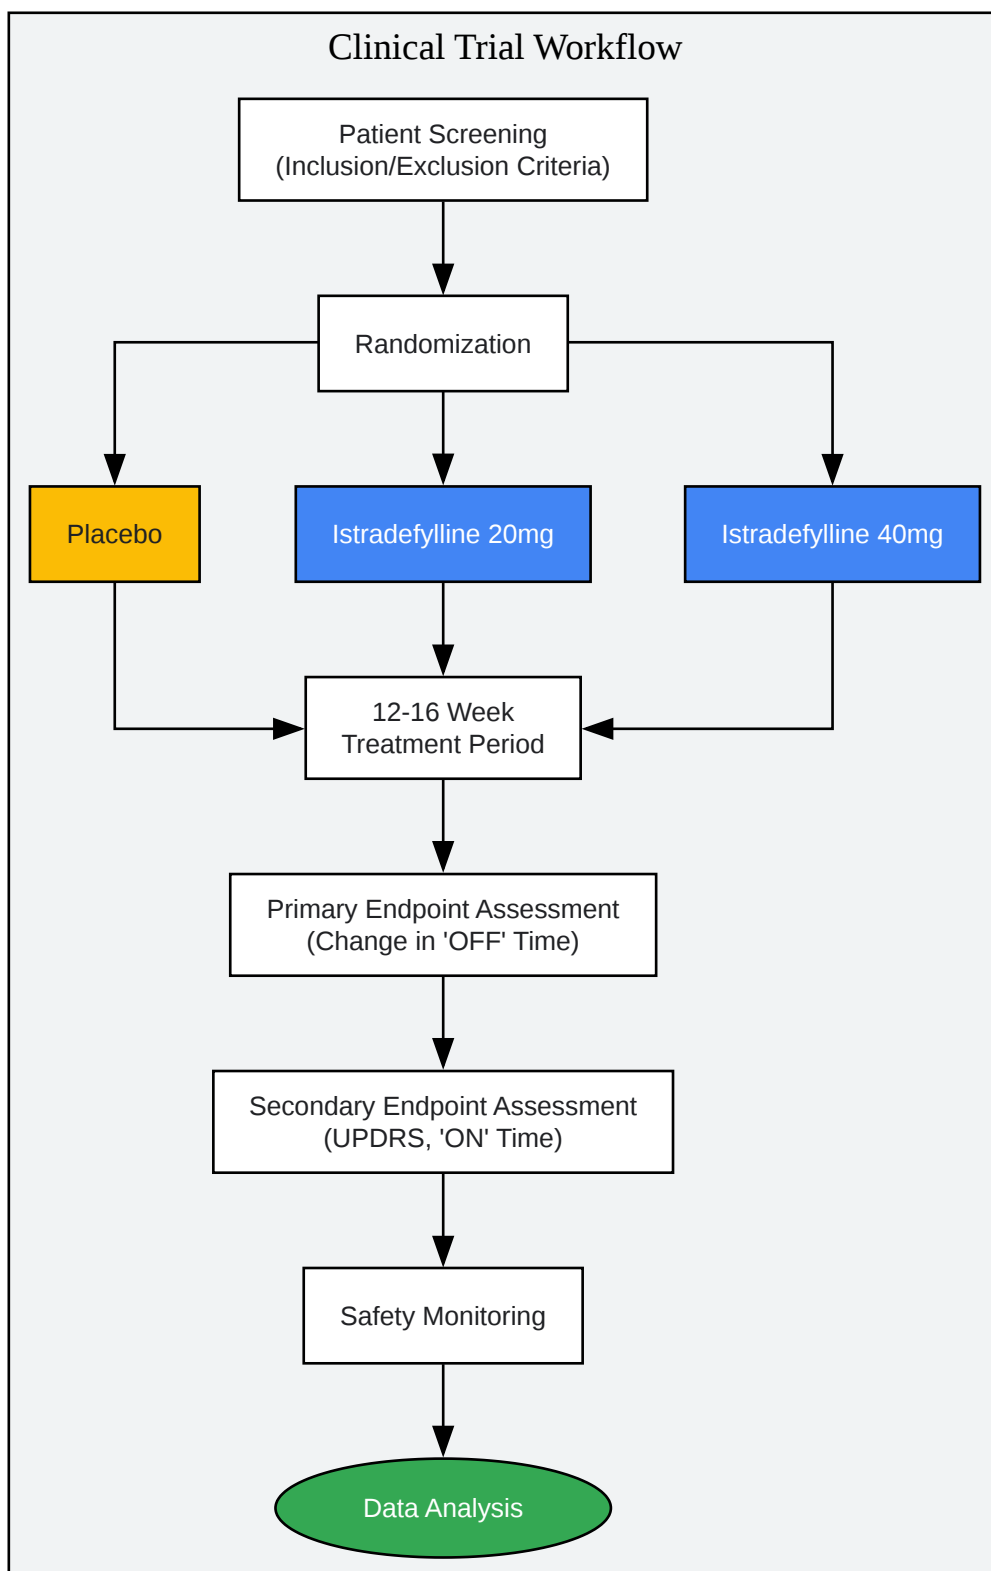 Clinical Trial Workflow
Patient Screening
(Inclusion/Exclusion Criteria)
Randomization
Placebo
Istradefylline 20mg
Istradefylline 40mg
12-16 Week
Treatment Period
Primary Endpoint Assessment
(Change in 'OFF' Time)
Secondary Endpoint Assessment
(UPDRS, 'ON' Time)
Safety Monitoring
Data Analysis